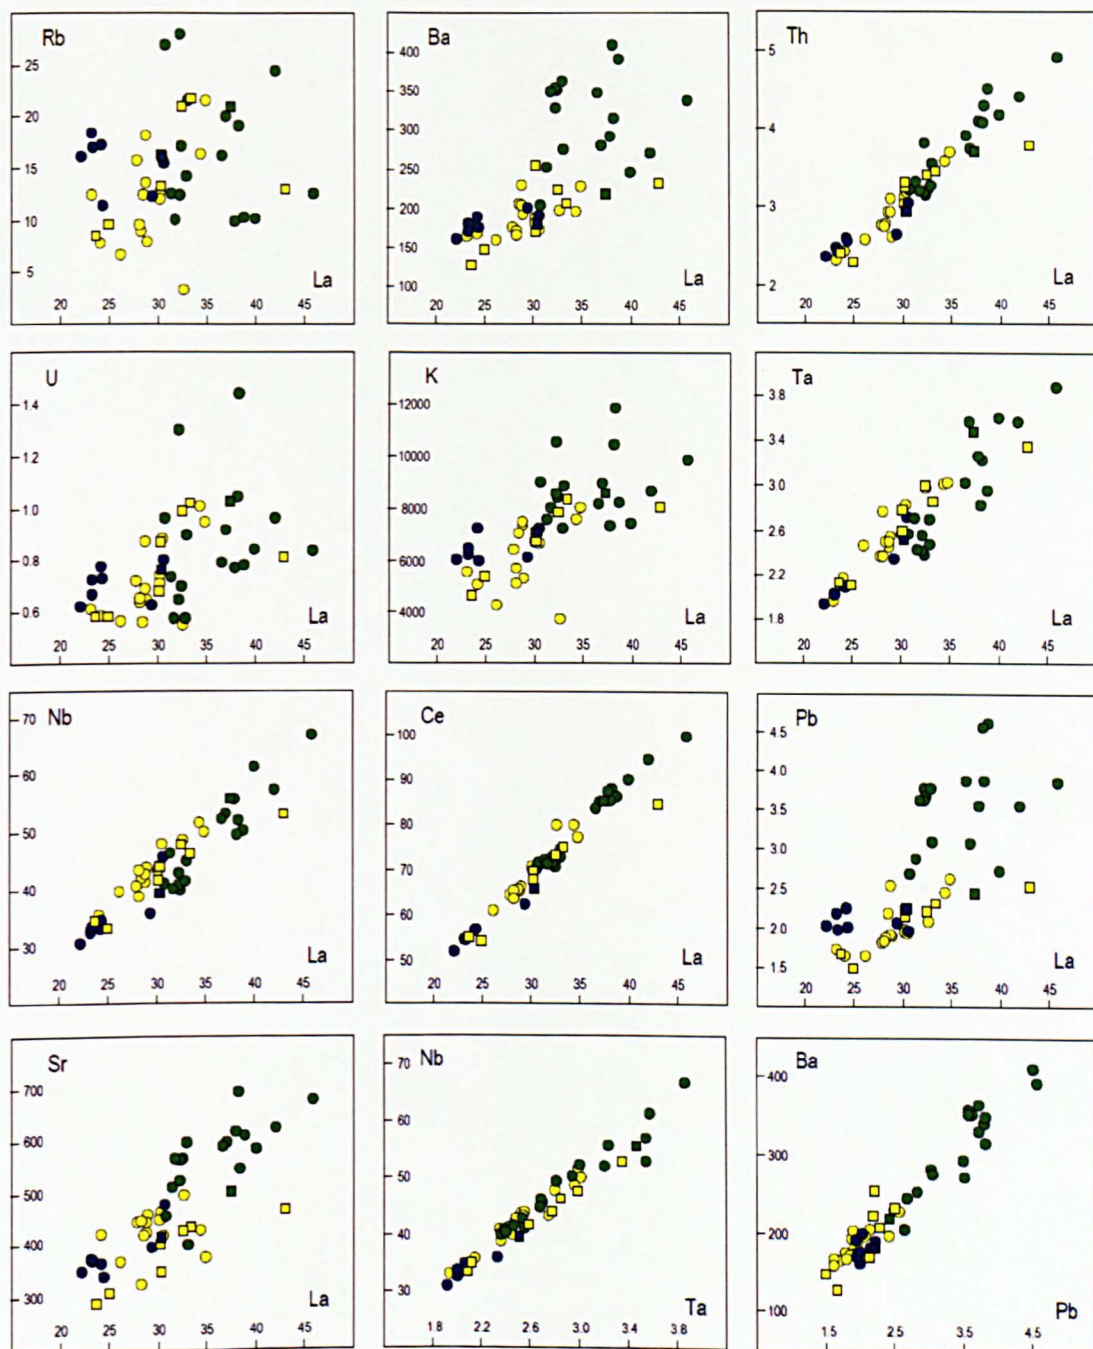 Rb
25
20
15
10
5
La
20 25 30 35 40 45
Ba
400
350
300
250
200
150
100
La
20 25 30 35 40 45
Th
5
4
3
2
La
20 25 30 35 40 45
U
1.4
1.2
1.0
0.8
0.6
La
20 25 30 35 40 45
K
12000
10000
8000
6000
4000
La
20 25 30 35 40 45
Ta
3.8
3.4
3.0
2.6
2.2
1.8
La
20 25 30 35 40 45
Nb
70
60
50
40
30
La
20 25 30 35 40 45
Ce
100
90
80
70
60
50
La
20 25 30 35 40 45
Pb
4.5
4.0
3.5
3.0
2.5
2.0
1.5
La
20 25 30 35 40 45
Sr
700
600
500
400
300
La
20 25 30 35 40 45
Nb
70
60
50
40
30
Ta
1.8 2.2 2.6 3.0 3.4 3.8
Ba
400
300
200
100
Pb
1.5 2.5 3.5 4.5